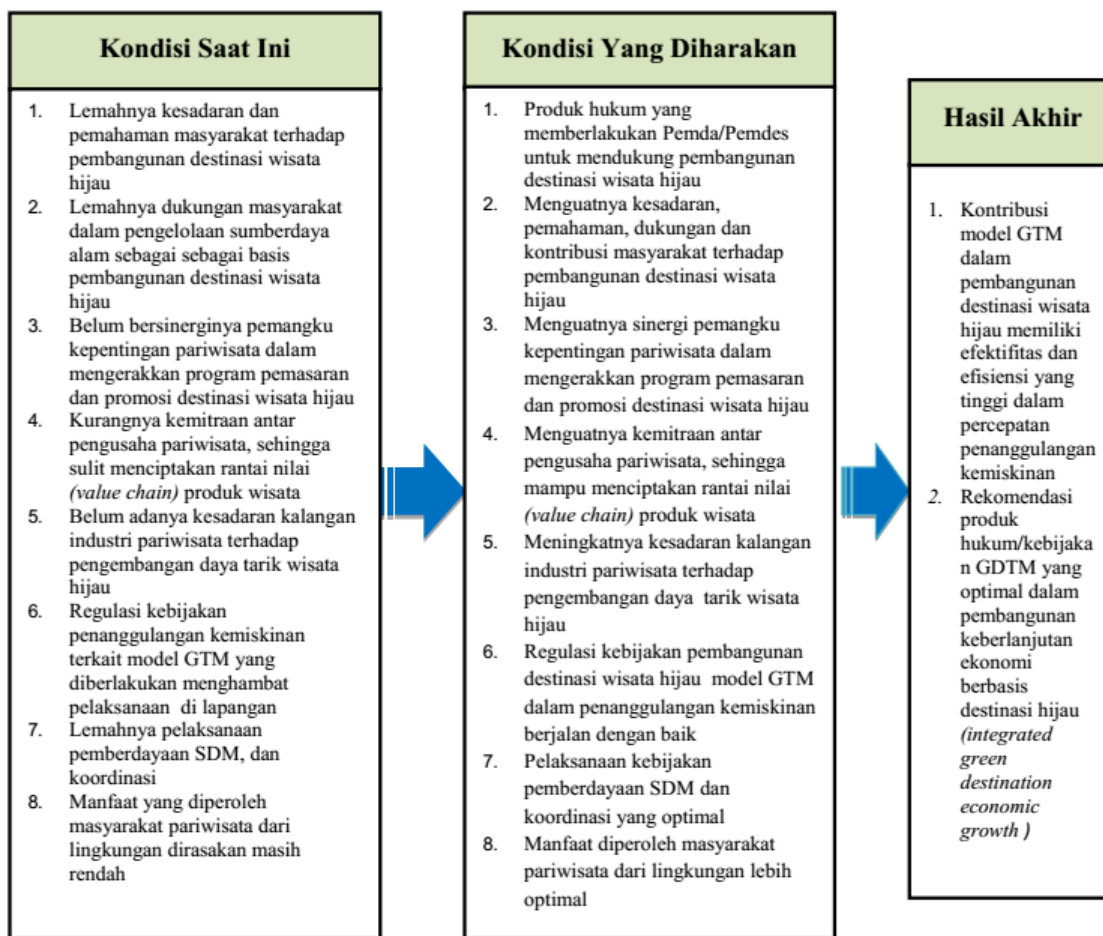 Kondisi Saat Ini
1. Lemahnya kesadaran dan
pemahaman masyarakat terhadap
pembangunan destinasi wisata
hijau
2. Lemahnya dukungan masyarakat
dalam pengelolaan sumberdaya
alam sebagai sebagai basis
pembangunan destinasi wisata
hijau
3. Belum bersinerginya pemangku
kepentingan pariwisata dalam
mengerakkan program pemasaran
dan promosi destinasi wisata hijau
4. Kurangnya kemitraan antar
pengusaha pariwisata, sehingga
sulit menciptakan rantai nilai
(value chain) produk wisata
5. Belum adanya kesadaran kalangan
industri pariwisata terhadap
pengembangan daya tarik wisata
hijau
6. Regulasi kebijakan
penanggulangan kemiskinan
terkait model GTM yang
diberlakukan menghambat
pelaksanaan di lapangan
7. Lemahnya pelaksanaan
pemberdayaan SDM, dan
koordinasi
8. Manfaat yang diperoleh
masyarakat pariwisata dari
lingkungan dirasakan masih
rendah
Kondisi Yang Diharakan
1. Produk hukum yang
memberlakukan Pemda/Pemdes
untuk mendukung pembangunan
destinasi wisata hijau
2. Menguatnya kesadaran,
pemahaman, dukungan dan
kontribusi masyarakat terhadap
pembangunan destinasi wisata
hijau
3. Menguatnya sinergi pemangku
kepentingan pariwisata dalam
mengerakkan program pemasaran
dan promosi destinasi wisata hijau
4. Menguatnya kemitraan antar
pengusaha pariwisata, sehingga
mampu menciptakan rantai nilai
(value chain) produk wisata
5. Meningkatnya kesadaran kalangan
industri pariwisata terhadap
pengembangan daya tarik wisata
hijau
6. Regulasi kebijakan pembangunan
destinasi wisata hijau model GTM
dalam penanggulangan kemiskinan
berjalan dengan baik
7. Pelaksanaan kebijakan
pemberdayaan SDM dan
koordinasi yang optimal
8. Manfaat diperoleh masyarakat
pariwisata dari lingkungan lebih
optimal
Hasil Akhir
1. Kontribusi
model GTM
dalam
pembangunan
destinasi wisata
hijau memiliki
efektifitas dan
efisiensi yang
tinggi dalam
percepatan
penanggulangan
kemiskinan
2. Rekomendasi
produk
hukum/kebijaka
n GDTM yang
optimal dalam
pembangunan
keberlanjutan
ekonomi
berbasis
destinasi hijau
(integrated
green
destination
economic
growth )